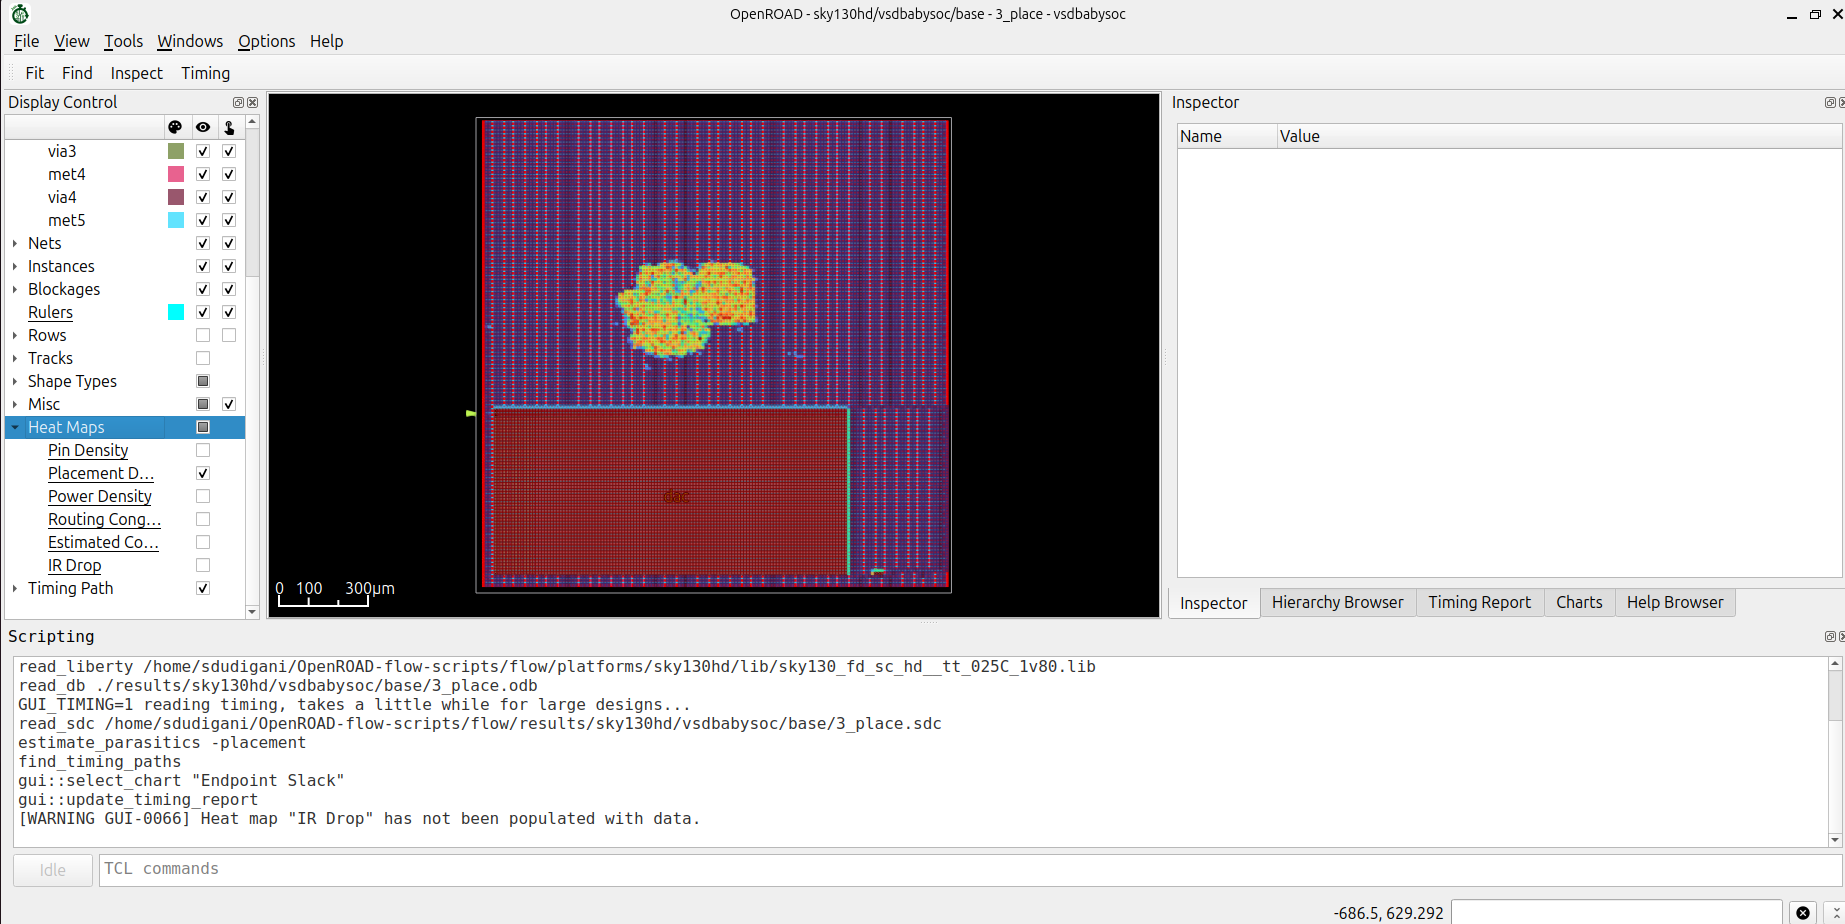 OpenROAD - sky130hd/vsdbabysoc/base - 3_place - vsdbabysoc
File View Tools Windows Options Help
Fit Find Inspect Timing
Display Control
via3
met4
via4
met5
Nets
Instances
Blockages
Rulers
Rows
Tracks
Shape Types
Misc
Heat Maps
Pin Density
Placement D...
Power Density
Routing Cong...
Estimated Co...
IR Drop
Timing Path
dac
0 100 300µm
Inspector
Name Value
Inspector Hierarchy Browser Timing Report Charts Help Browser
Scripting
read_liberty /home/sdudigani/OpenROAD-flow-scripts/flow/platforms/sky130hd/lib/sky130_fd_sc_hd__tt_025C_1v80.lib
read_db ./results/sky130hd/vsdbabysoc/base/3_place.odb
GUI_TIMING=1 reading timing, takes a little while for large designs...
read_sdc /home/sdudigani/OpenROAD-flow-scripts/flow/results/sky130hd/vsdbabysoc/base/3_place.sdc
estimate_parasitics -placement
find_timing_paths
gui::select_chart "Endpoint Slack"
gui::update_timing_report
[WARNING GUI-0066] Heat map "IR Drop" has not been populated with data.
Idle TCL commands
-686.5, 629.292